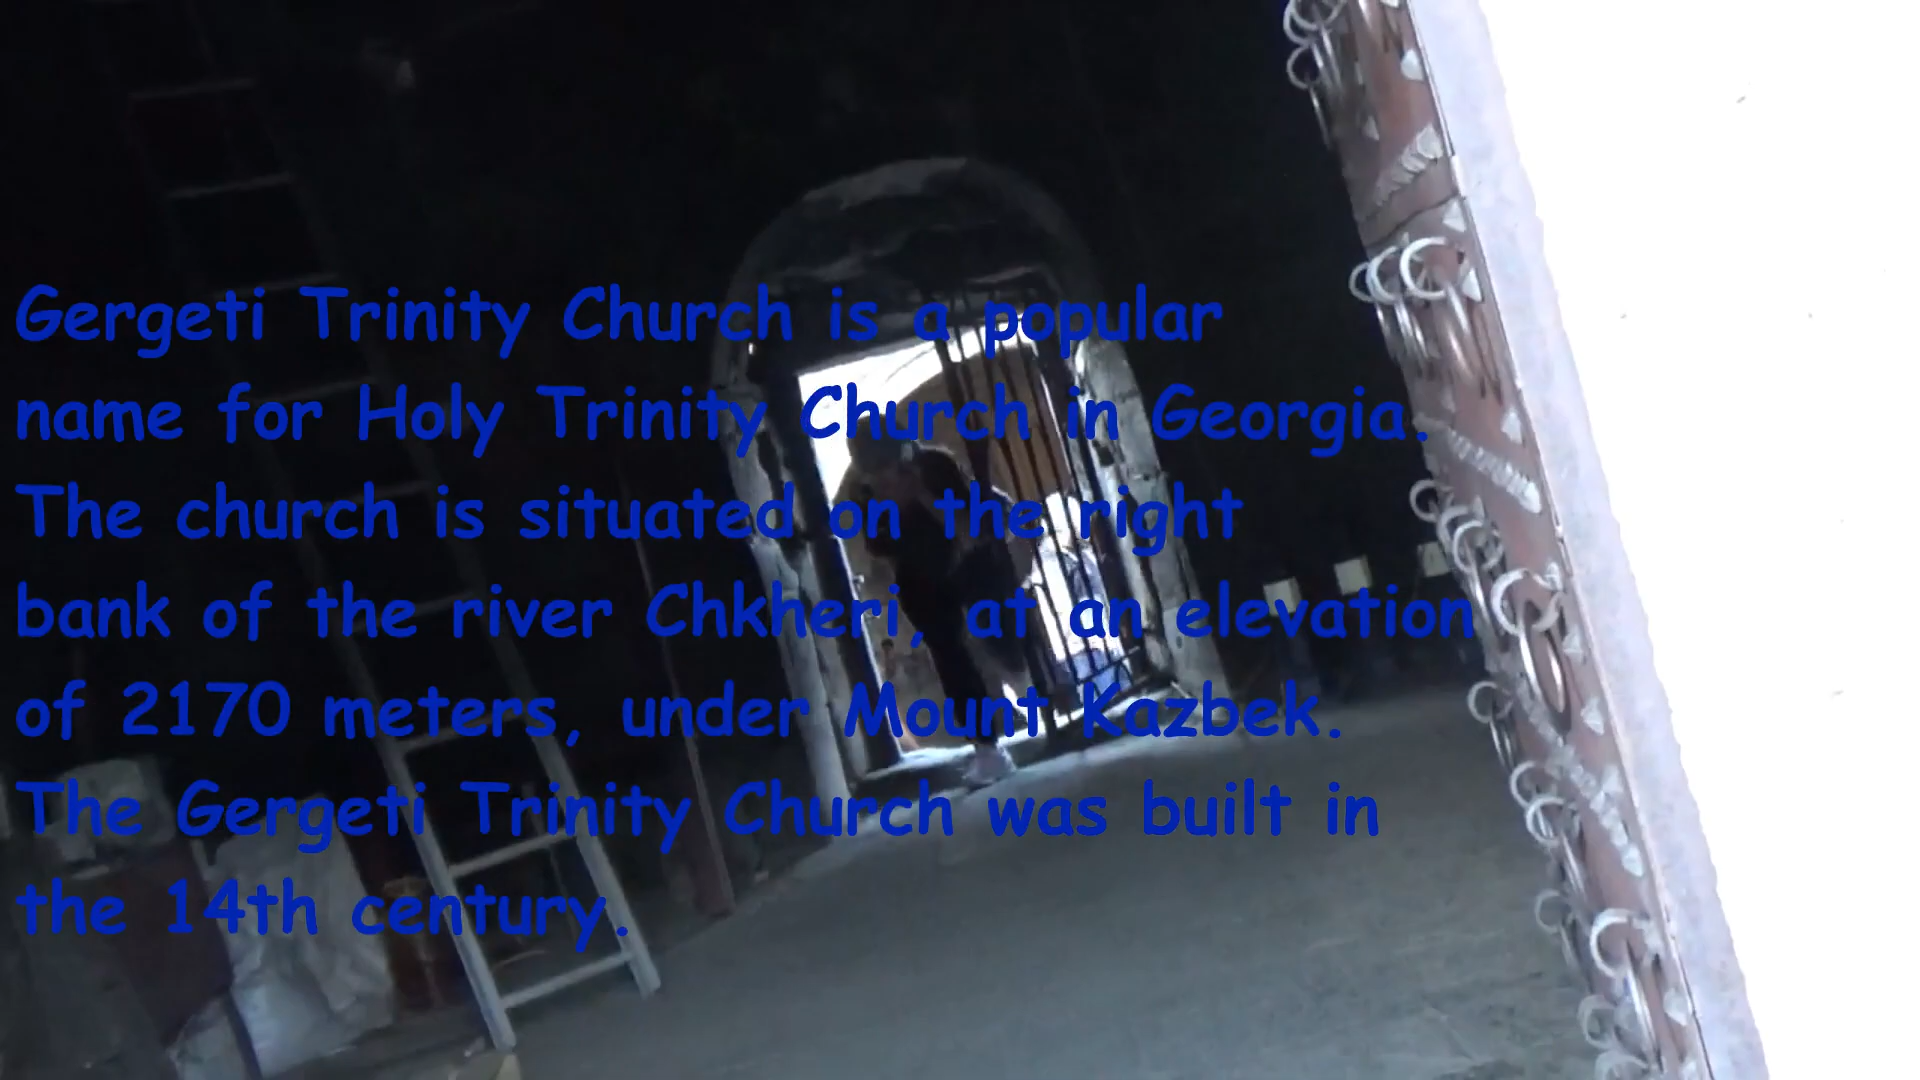 Gergeti Trinity Church is a popular
name for Holy Trinity Church in Georgia.
The church is situated on the right
bank of the river Chkheri, at an elevation
of 2170 meters, under Mount Kazbek.
The Gergeti Trinity Church was built in
the 14th century.